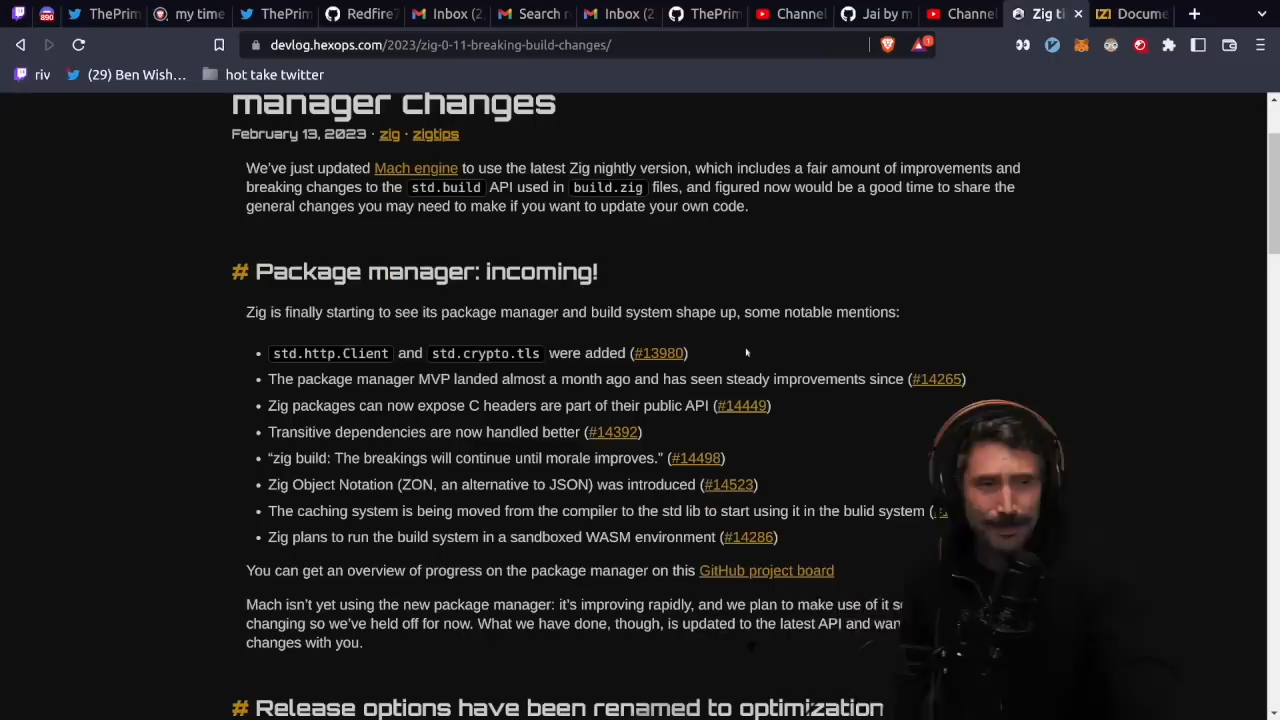 890
ThePrim
my time
ThePrim
Redfire7
Inbox (2
Search r
Inbox (2
ThePrim
Channel
Jai by m
Channel
Zig ti
Docume
devlog.hexops.com/2023/zig-0-11-breaking-build-changes/
1
riv
(29) Ben Wish...
hot take twitter
manager changes
February 13, 2023 · zig · zigtips
We've just updated Mach engine to use the latest Zig nightly version, which includes a fair amount of improvements and
breaking changes to the std.build API used in build.zig files, and figured now would be a good time to share the
general changes you may need to make if you want to update your own code.
# Package manager: incoming!
Zig is finally starting to see its package manager and build system shape up, some notable mentions:
• std.http.Client and std.crypto.tls were added (#13980)
• The package manager MVP landed almost a month ago and has seen steady improvements since (#14265)
• Zig packages can now expose C headers are part of their public API (#14449)
• Transitive dependencies are now handled better (#14392)
• “zig build: The breakings will continue until morale improves.” (#14498)
• Zig Object Notation (ZON, an alternative to JSON) was introduced (#14523)
• The caching system is being moved from the compiler to the std lib to start using it in the bulid system (
• Zig plans to run the build system in a sandboxed WASM environment (#14286)
You can get an overview of progress on the package manager on this GitHub project board
Mach isn't yet using the new package manager: it's improving rapidly, and we plan to make use of it
changing so we've held off for now. What we have done, though, is updated to the latest API and
changes with you.
# Release options have been renamed to optimization